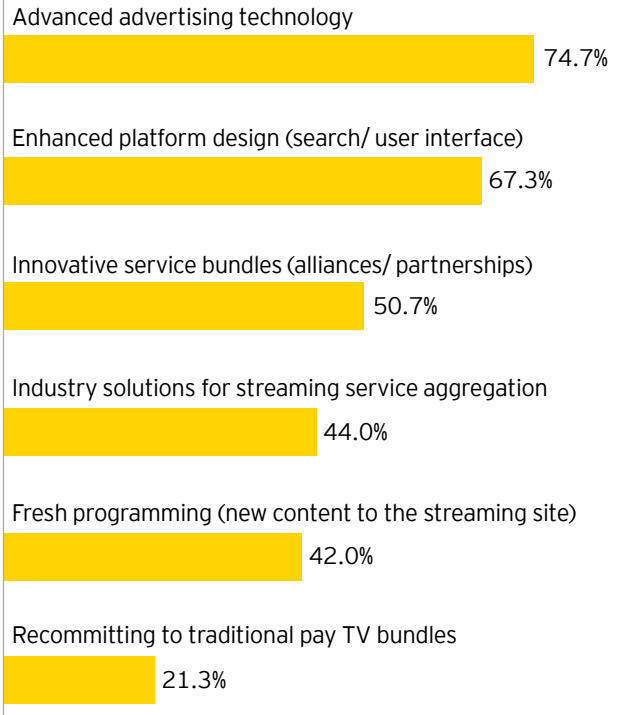 Advanced advertising technology
74.7%
Enhanced platform design (search/ user interface)
67.3%
Innovative service bundles (alliances/ partnerships)
50.7%
Industry solutions for streaming service aggregation
44.0%
Fresh programming (new content to the streaming site)
42.0%
Recommitting to traditional pay TV bundles
21.3%